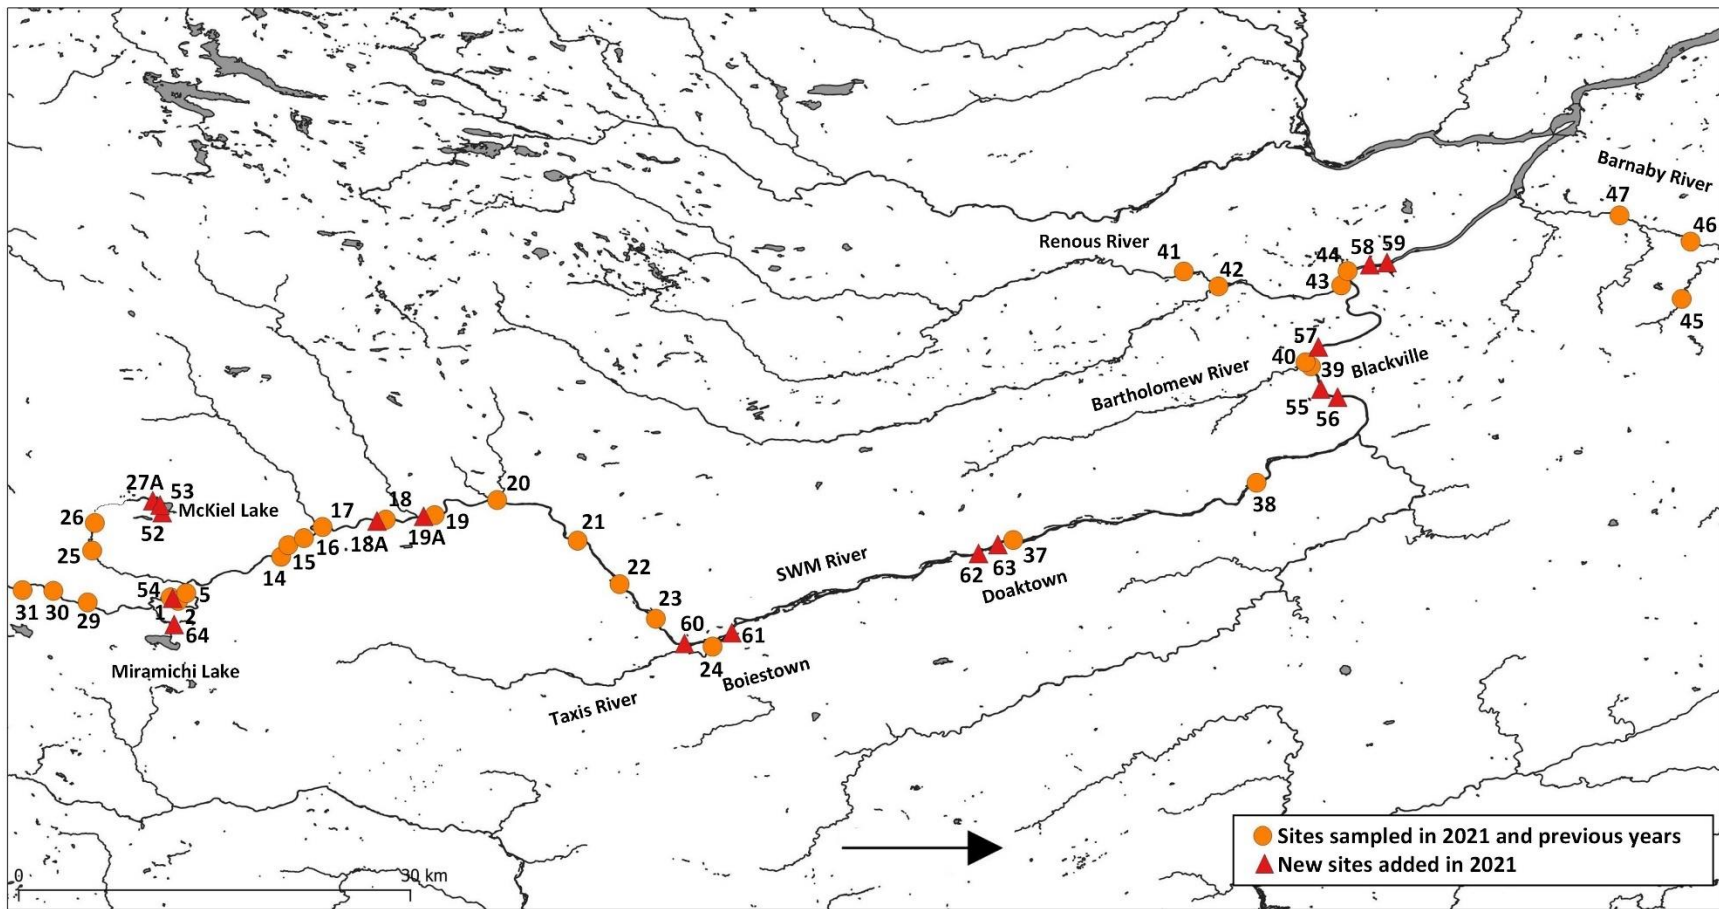 Barnaby River
47
46
Renous River
41
42
44
58
59
43
45
57
40
39
Blackville
Bartholomew River
55
56
38
27A
53
McKiel Lake
52
26
25
17
18
20
16
18A
19A
19
15
14
21
22
23
SWM River
62
63
37
Doaktown
54
5
31
30
29
1
2
64
Miramichi Lake
60
61
24
Boiestown
Taxis River
Sites sampled in 2021 and previous years
New sites added in 2021
0
30 km